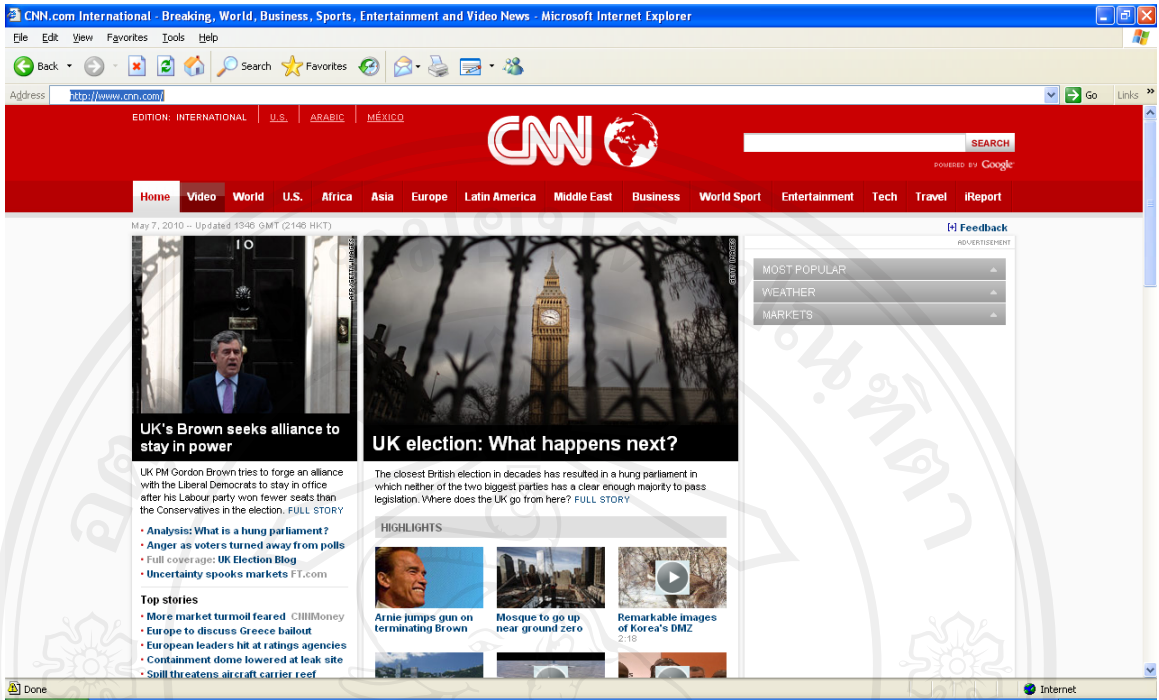 CNN.com International - Breaking, World, Business, Sports, Entertainment and Video News - Microsoft Internet Explorer
File Edit View Favorites Tools Help
Back Search Favorites
Address http://www.cnn.com/ Go Links »
EDITION: INTERNATIONAL U.S. ARABIC MÉXICO
CNN
SEARCH
POWERED BY Google
Home Video World U.S. Africa Asia Europe Latin America Middle East Business World Sport Entertainment Tech Travel iReport
May 7, 2010 -- Updated 1346 GMT (2146 HKT)
[+] Feedback
ADVERTISEMENT
10
AFP/GETTY IMAGES
GETTY IMAGES
MOST POPULAR
WEATHER
MARKETS
UK's Brown seeks alliance to
stay in power
UK PM Gordon Brown tries to forge an alliance
with the Liberal Democrats to stay in office
after his Labour party won fewer seats than
the Conservatives in the election. FULL STORY
• Analysis: What is a hung parliament?
• Anger as voters turned away from polls
• Full coverage: UK Election Blog
• Uncertainty spooks markets FT.com
Top stories
• More market turmoil feared CNNMoney
• Europe to discuss Greece bailout
• European leaders hit at ratings agencies
• Containment dome lowered at leak site
• Spill threatens aircraft carrier reef
UK election: What happens next?
The closest British election in decades has resulted in a hung parliament in
which neither of the two biggest parties has a clear enough majority to pass
legislation. Where does the UK go from here? FULL STORY
HIGHLIGHTS
Arnie jumps gun on
terminating Brown
Mosque to go up
near ground zero
Remarkable images
of Korea's DMZ
2:18
Done
Internet